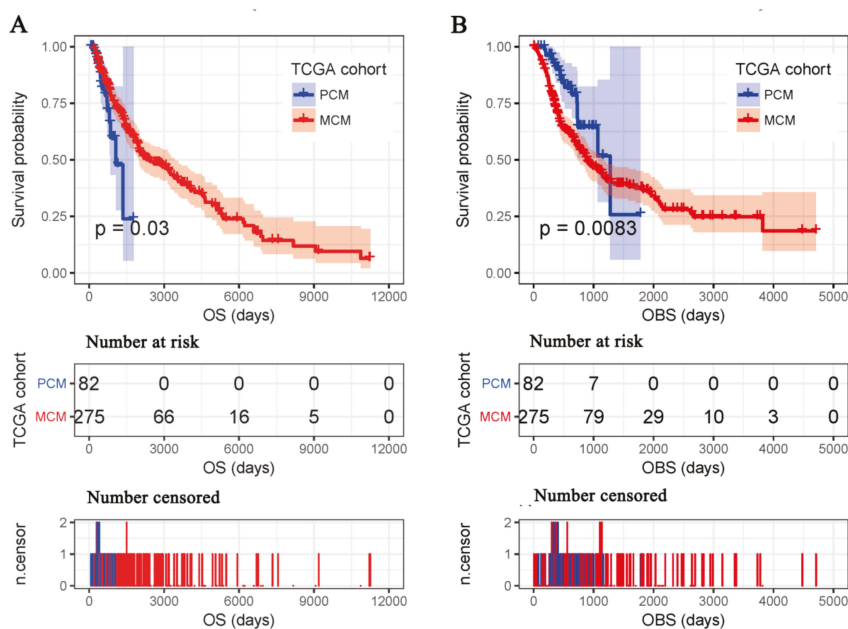 A
1.00
0.75
0.50
0.25
0.00
Survival probability
TCGA cohort
PCM
MCM
p = 0.03
0 3000 6000 9000 12000
OS (days)
Number at risk
TCGA cohort
PCM 82 0 0 0 0
MCM 275 66 16 5 0
0 3000 6000 9000 12000
OS (days)
Number censored
n.censor
2
1
0
0 3000 6000 9000 12000
OS (days)
B
1.00
0.75
0.50
0.25
0.00
Survival probability
TCGA cohort
PCM
MCM
p = 0.0083
0 1000 2000 3000 4000 5000
OBS (days)
Number at risk
TCGA cohort
PCM 82 7 0 0 0 0
MCM 275 79 29 10 3 0
0 1000 2000 3000 4000 5000
OBS (days)
Number censored
n.censor
2
1
0
0 1000 2000 3000 4000 5000
OBS (days)